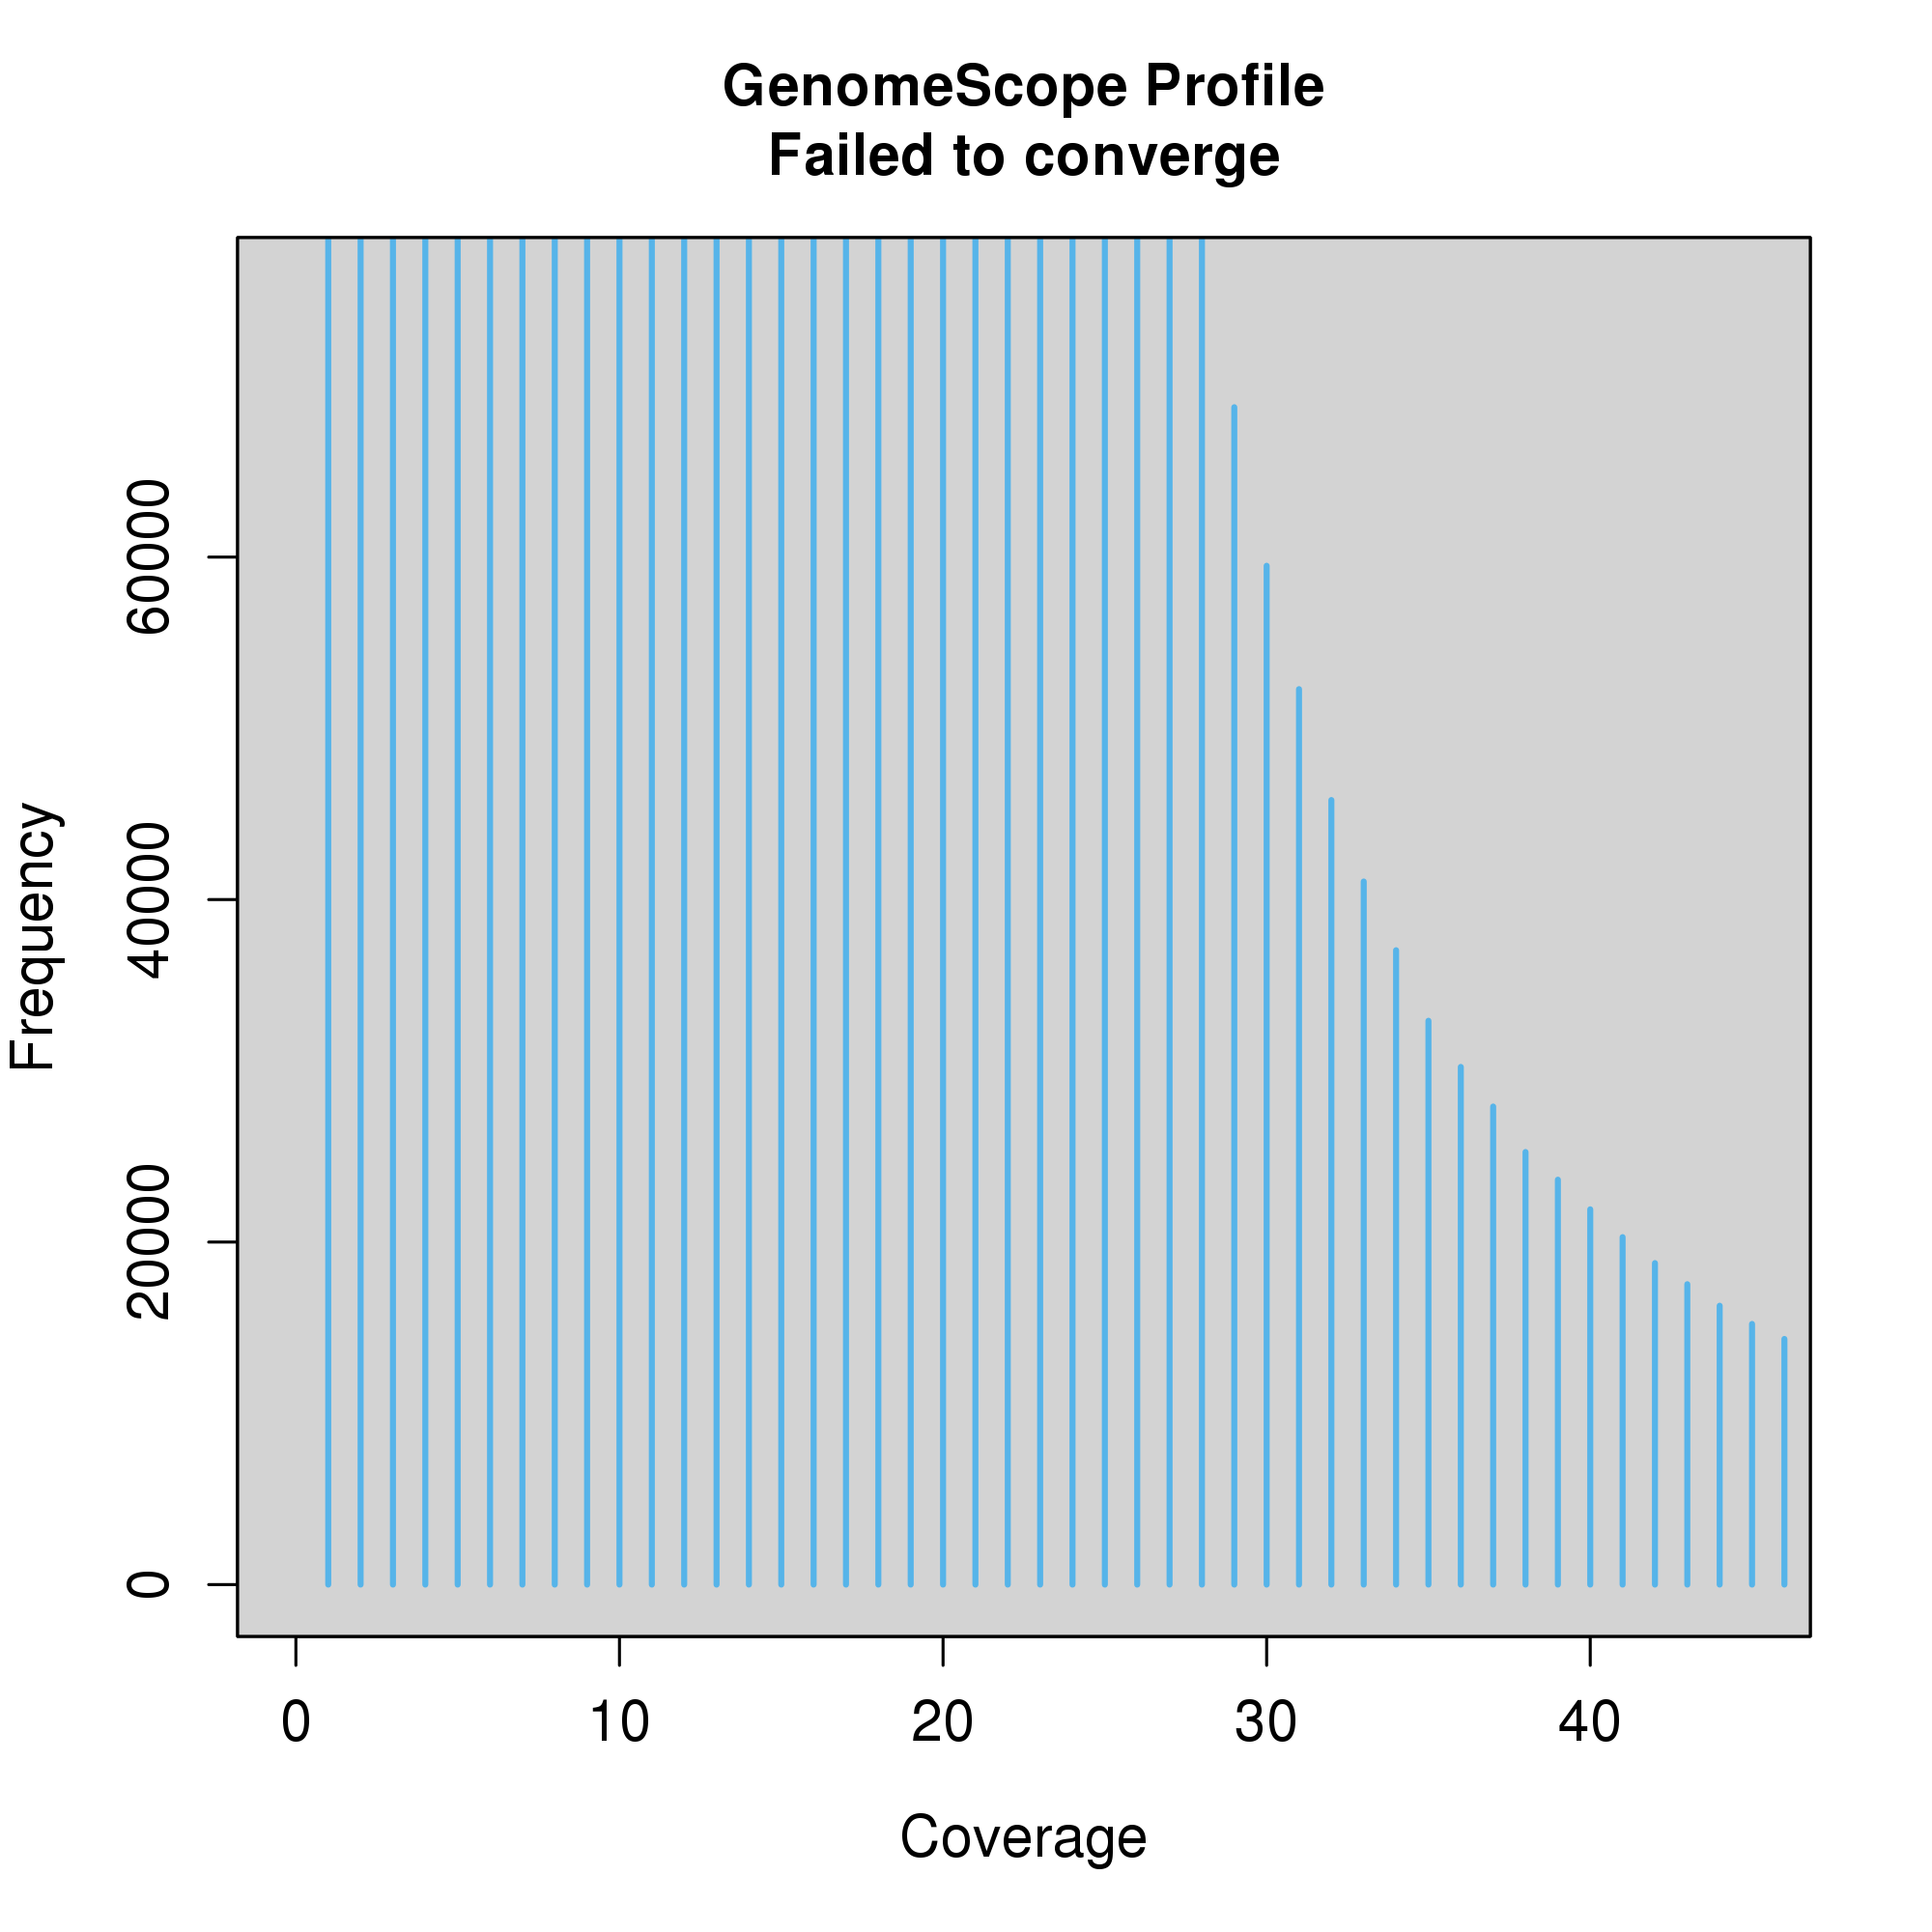 GenomeScope Profile
Failed to converge
Frequency
60000
40000
20000
0
0 10 20 30 40
Coverage